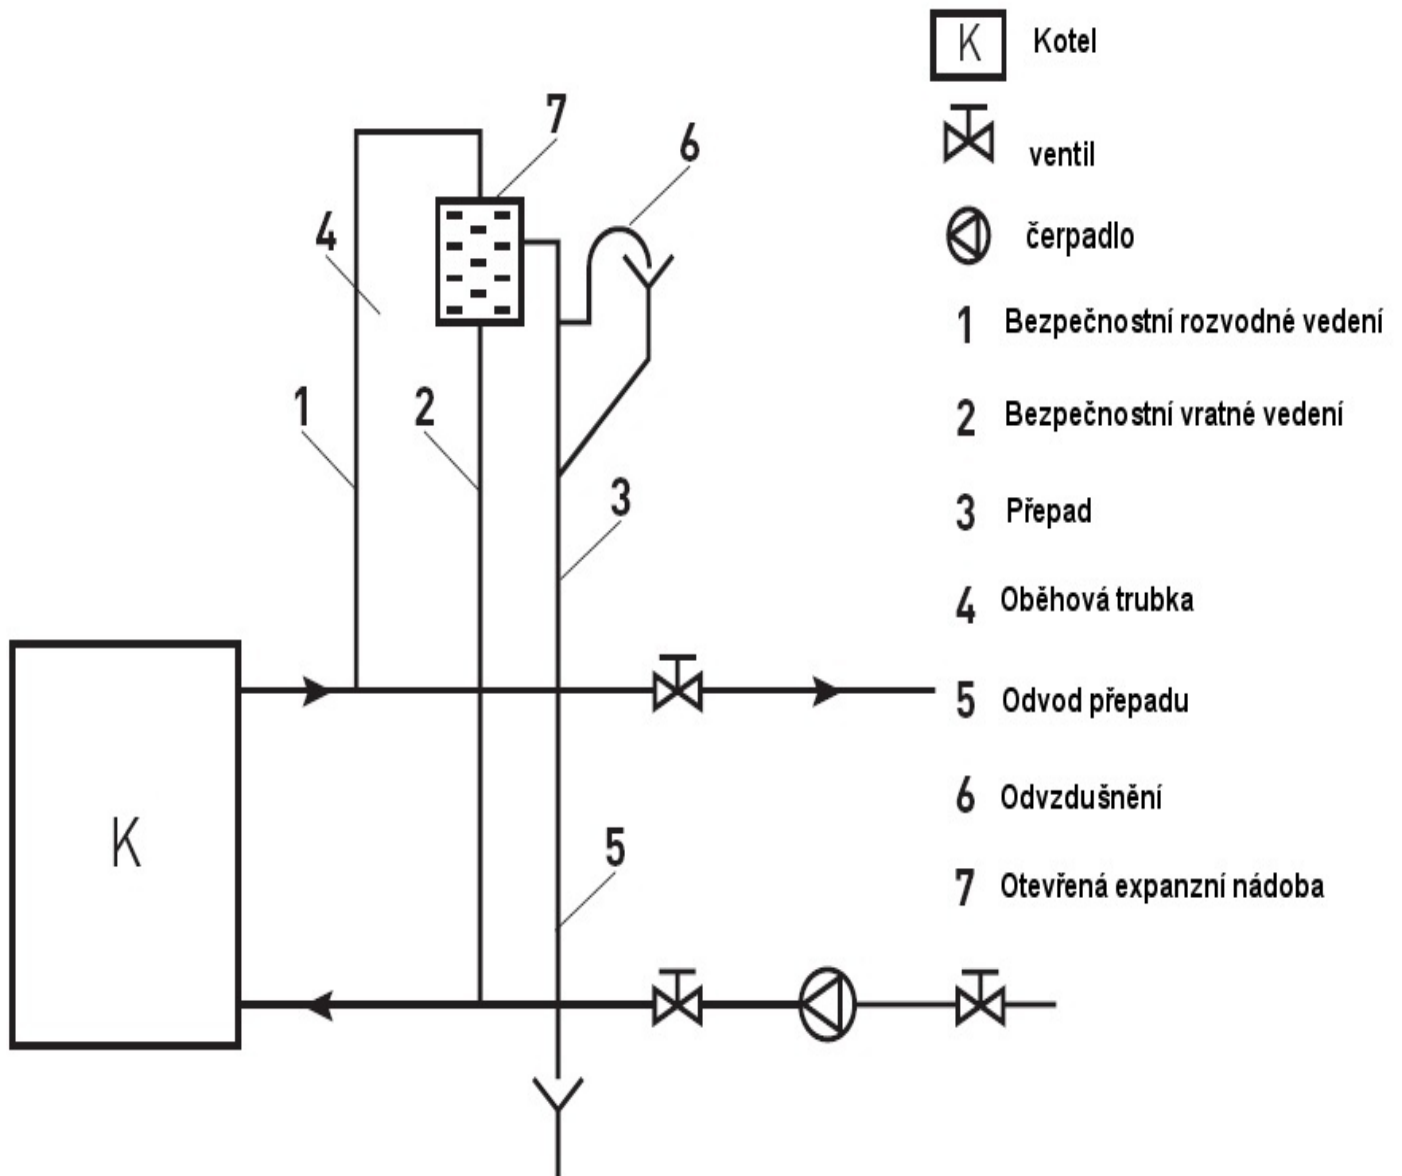 K Kotel
ventil
čerpadlo
1 Bezpečnostní rozvodné vedení
2 Bezpečnostní vratné vedení
3 Přepad
4 Oběhová trubka
5 Odvod přepadu
6 Odvzdušnění
7 Otevřená expanzní nádoba
7
6
4
1
2
3
K
5